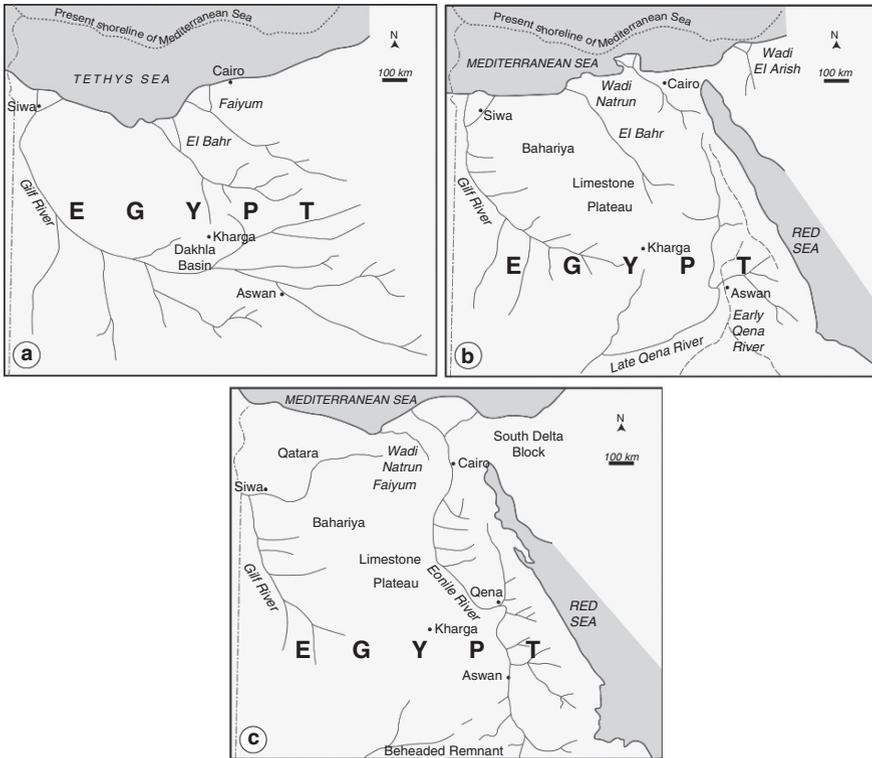 Present shoreline of Mediterranean Sea
N
100 km
TETHYS SEA
Cairo
Siwa
Faiyum
El Bahr
Gilf River
E G Y P T
Kharga
Dakhla
Basin
Aswan
a
Present shoreline of Mediterranean Sea
N
100 km
MEDITERRANEAN SEA
Wadi
El Arish
Cairo
Wadi
Natrun
Siwa
El Bahr
Bahariya
Gilf River
Limestone
Plateau
RED
SEA
Kharga
E G Y P T
Aswan
Early
Qena
River
Late Qena River
b
MEDITERRANEAN SEA
N
100 km
South Delta
Block
Qatara
Wadi
Natrun
Cairo
Siwa
Faiyum
Bahariya
Limestone
Plateau
Gilf River
Eonile River
Qena
RED
SEA
Kharga
E G Y P T
Aswan
c
Beheaded Remnant